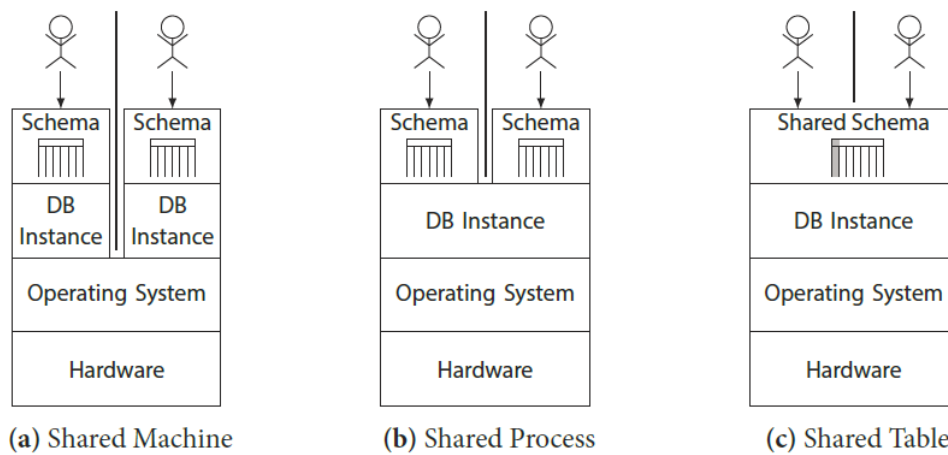 Schema Schema
DB DB
Instance Instance
Operating System
Hardware
(a) Shared Machine
Schema Schema
DB Instance
Operating System
Hardware
(b) Shared Process
Shared Schema
DB Instance
Operating System
Hardware
(c) Shared Table